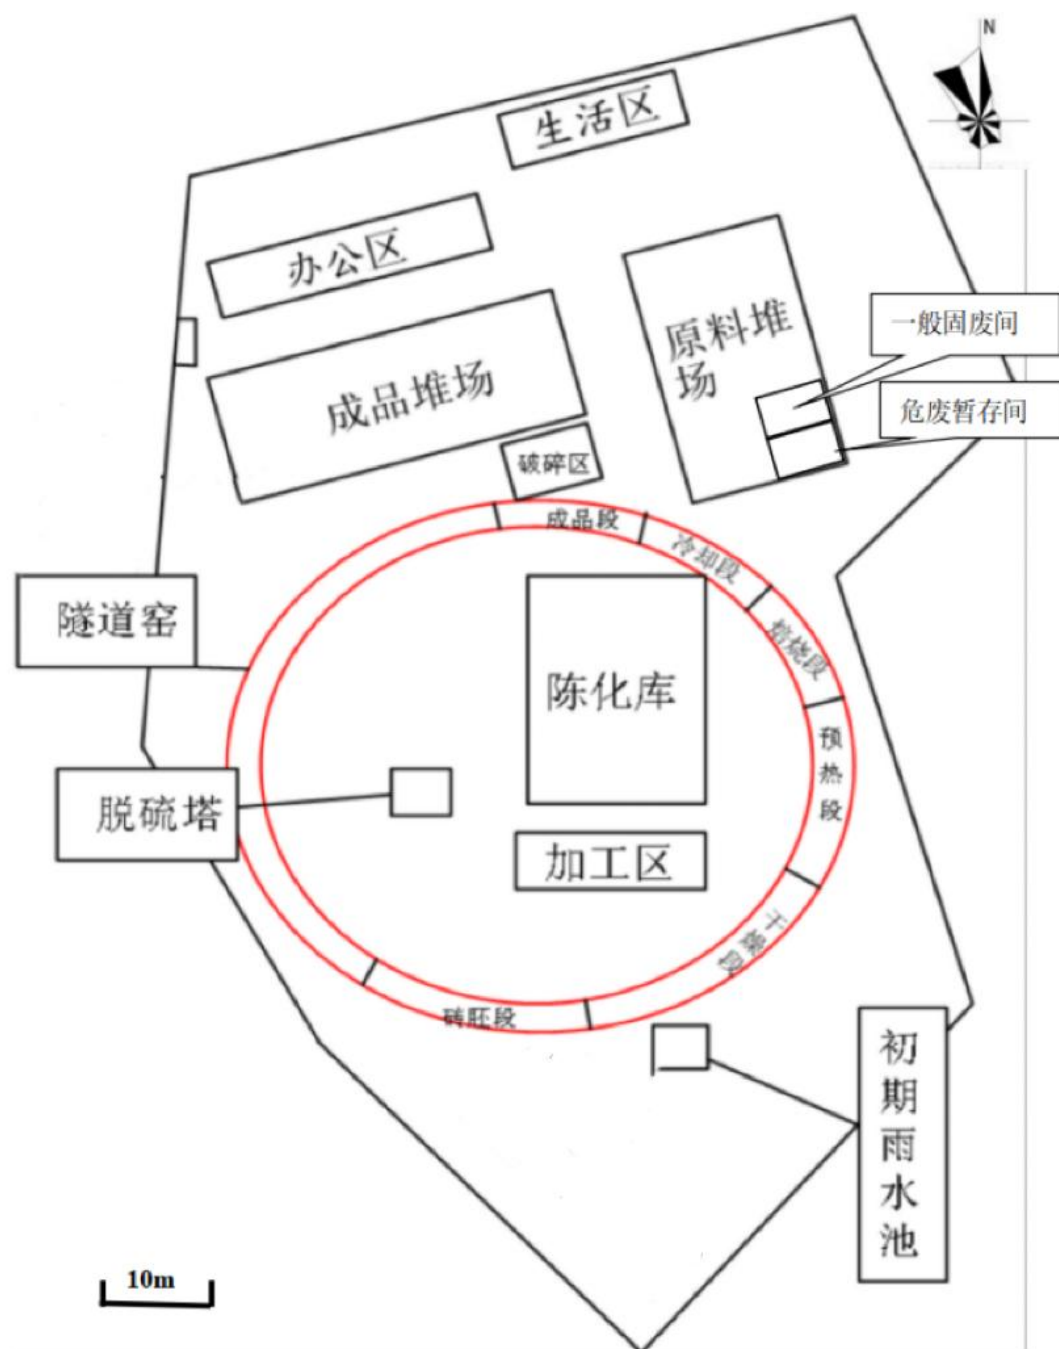 N
生活区
办公区
原料堆
场
一般固废间
成品堆场
危废暂存间
破碎区
成品段
冷却段
焙烧段
隧道窑
陈化库
预
热
段
脱硫塔
加工区
干
燥
段
砖胚段
初
期
雨
水
池
10m